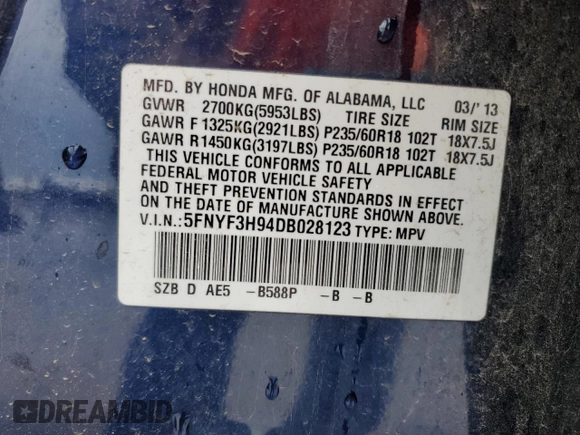 MFD. BY HONDA MFG. OF ALABAMA, LLC 03/'13
GVWR 2700KG(5953LBS) TIRE SIZE RIM SIZE
GAWR F 1325KG(2921LBS) P235/60R18 102T 18X7.5J
GAWR R 1450KG(3197LBS) P235/60R18 102T 18X7.5J
THIS VEHICLE CONFORMS TO ALL APPLICABLE
FEDERAL MOTOR VEHICLE SAFETY
AND THEFT PREVENTION STANDARDS IN EFFECT
ON THE DATE OF MANUFACTURE SHOWN ABOVE.
V.I.N.: 5FNYF3H94DB028123 TYPE: MPV
SZB D AE5 -B588P -B -B
DREAMBID